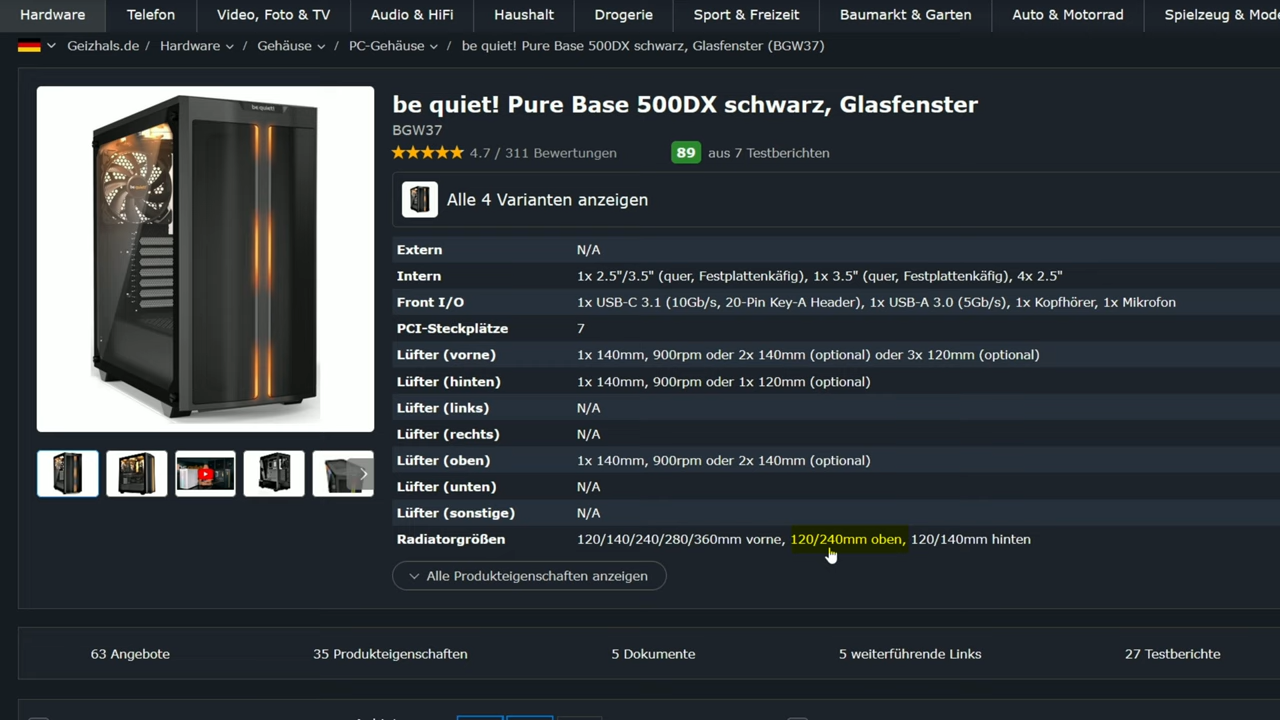 Hardware
Telefon
Video, Foto & TV
Audio & HiFi
Haushalt
Drogerie
Sport & Freizeit
Baumarkt & Garten
Auto & Motorrad
Spielzeug &
Geizhals.de / Hardware / Gehäuse / PC-Gehäuse / be quiet! Pure Base 500DX schwarz, Glasfenster (BGW37)
be quiet! Pure Base 500DX schwarz, Glasfenster
BGW37
4.7 / 311 Bewertungen
89 aus 7 Testberichten
Alle 4 Varianten anzeigen
Extern N/A
Intern 1x 2.5"/3.5" (quer, Festplattenkäfig), 1x 3.5" (quer, Festplattenkäfig), 4x 2.5"
Front I/O 1x USB-C 3.1 (10Gb/s, 20-Pin Key-A Header), 1x USB-A 3.0 (5Gb/s), 1x Kopfhörer, 1x Mikrofon
PCI-Steckplätze 7
Lüfter (vorne) 1x 140mm, 900rpm oder 2x 140mm (optional) oder 3x 120mm (optional)
Lüfter (hinten) 1x 140mm, 900rpm oder 1x 120mm (optional)
Lüfter (links) N/A
Lüfter (rechts) N/A
Lüfter (oben) 1x 140mm, 900rpm oder 2x 140mm (optional)
Lüfter (unten) N/A
Lüfter (sonstige) N/A
Radiatorgrößen 120/140/240/280/360mm vorne, 120/240mm oben, 120/140mm hinten
Alle Produkteigenschaften anzeigen
63 Angebote
35 Produkteigenschaften
5 Dokumente
5 weiterführende Links
27 Testberichte